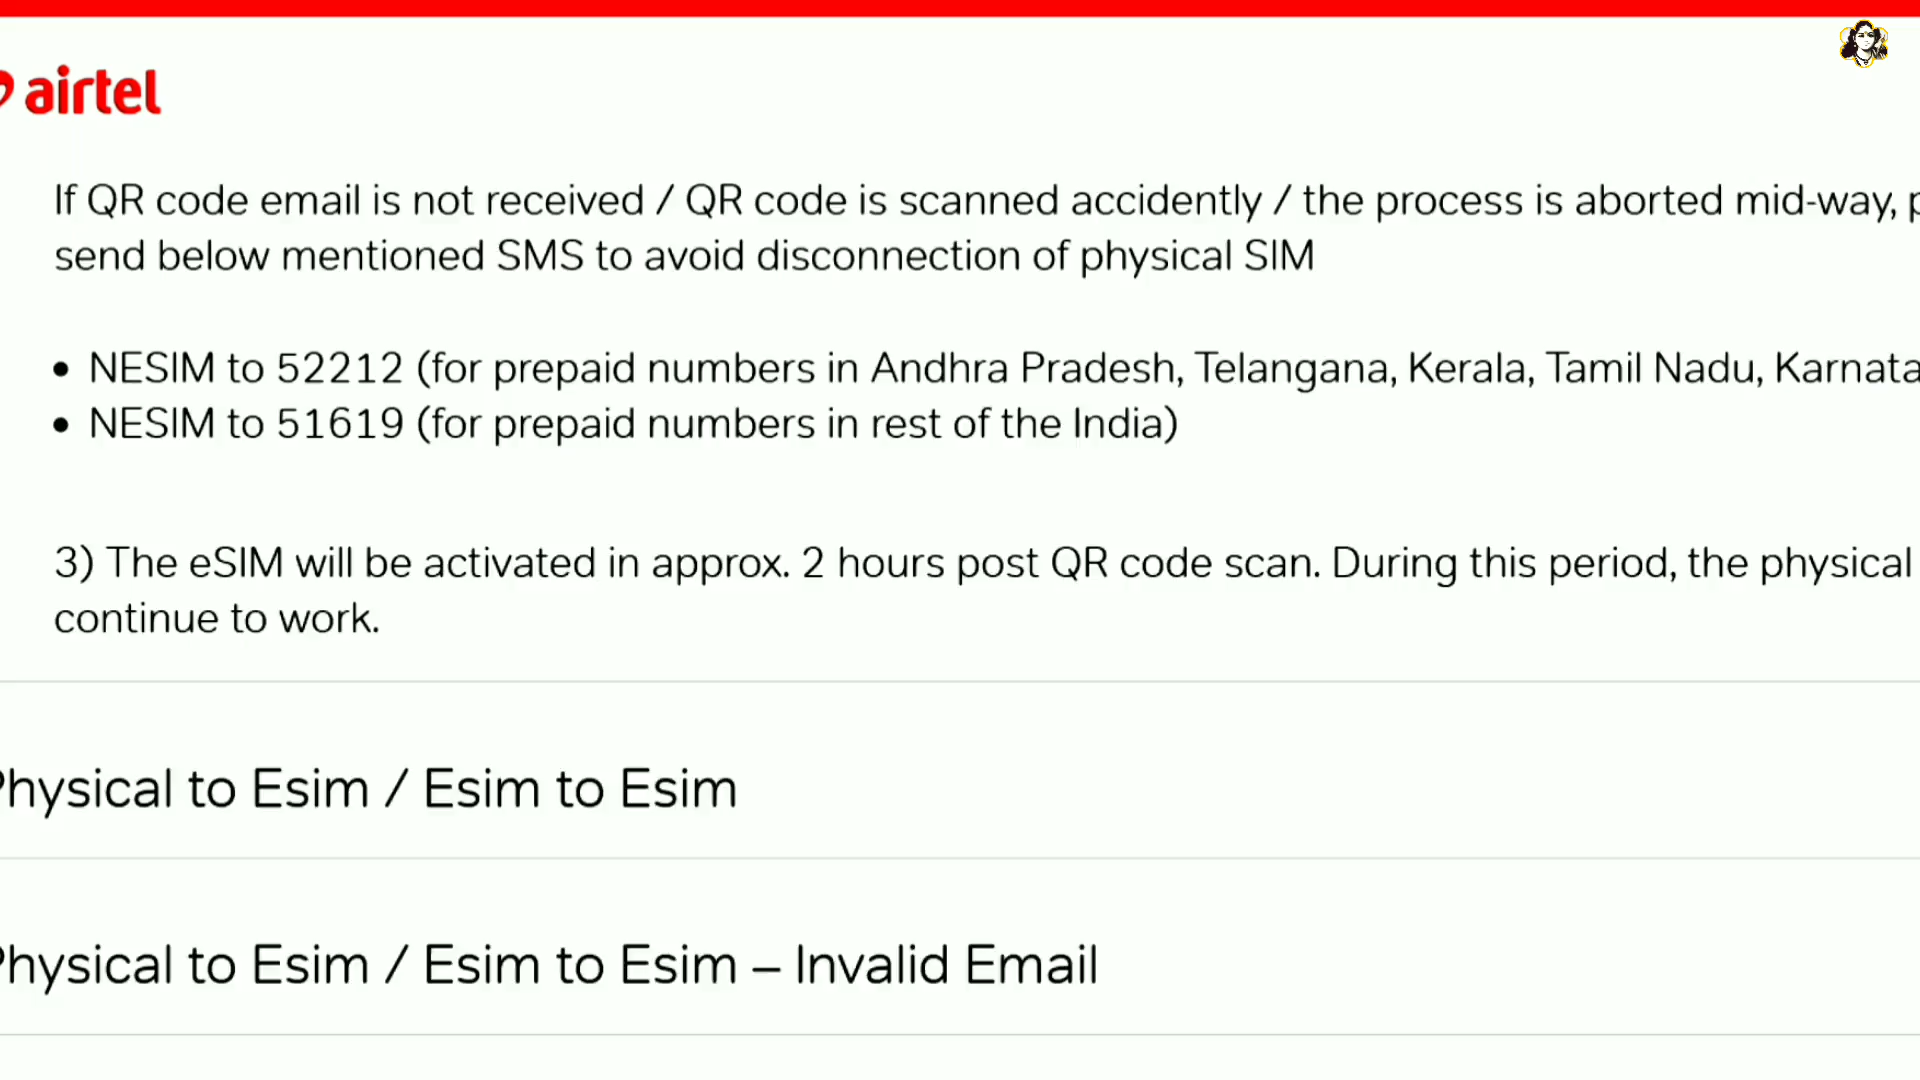 airtel
If QR code email is not received / QR code is scanned accidently / the process is aborted mid-way,
send below mentioned SMS to avoid disconnection of physical SIM
• NESIM to 52212 (for prepaid numbers in Andhra Pradesh, Telangana, Kerala, Tamil Nadu, Karnata
• NESIM to 51619 (for prepaid numbers in rest of the India)
3) The eSIM will be activated in approx. 2 hours post QR code scan. During this period, the physical
continue to work.
Physical to Esim / Esim to Esim
Physical to Esim / Esim to Esim – Invalid Email